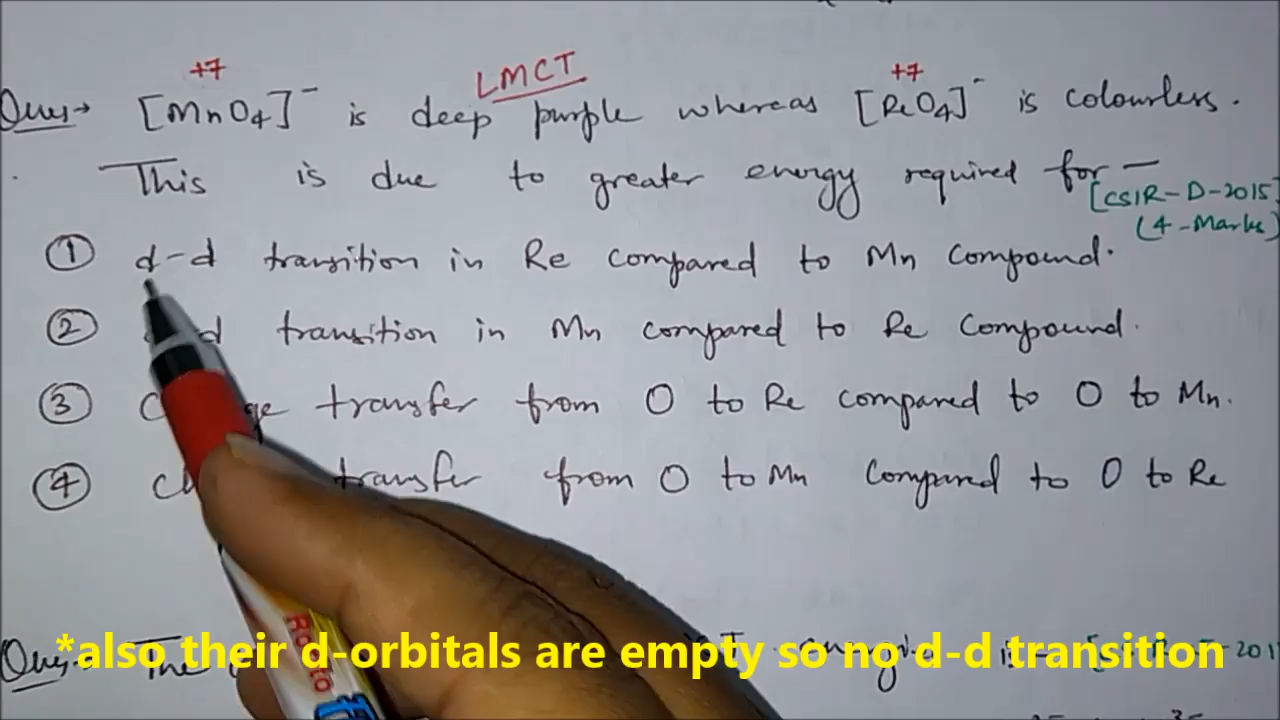 +7 LMCT +7
Ques→ [MnO4]⁻ is deep purple whereas [ReO4]⁻ is colourless.
This is due to greater energy required for —
[CSIR-D-2015]
(4-Marks)
① d-d transition in Re compared to Mn compound.
② d transition in Mn compared to Re compound.
③ transfer from O to Re compared to O to Mn.
④ transfer from O to Mn compared to O to Re
*also their d-orbitals are empty so no d-d transition
Ques→ The
Rorito